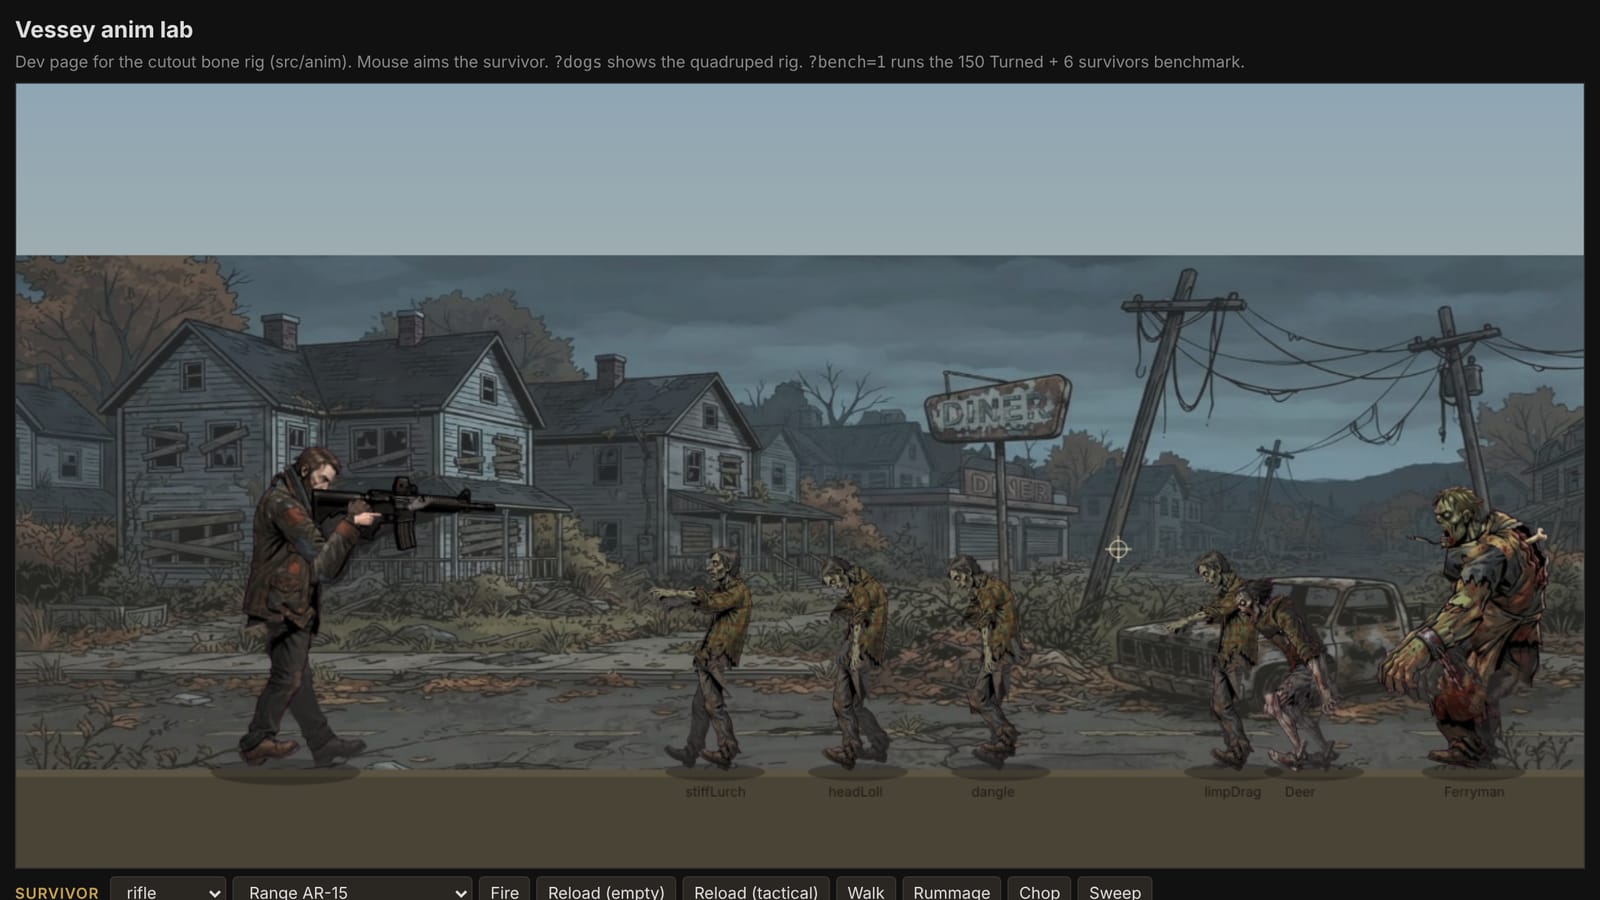 Vessey anim lab
Dev page for the cutout bone rig (src/anim). Mouse aims the survivor. ?dogs shows the quadruped rig. ?bench=1 runs the 150 Turned + 6 survivors benchmark.
DINER
DINER
stiffLurch headLoll dangle limpDrag Deer Ferryman
SURVIVOR rifle Range AR-15 Fire Reload (empty) Reload (tactical) Walk Rummage Chop Sweep